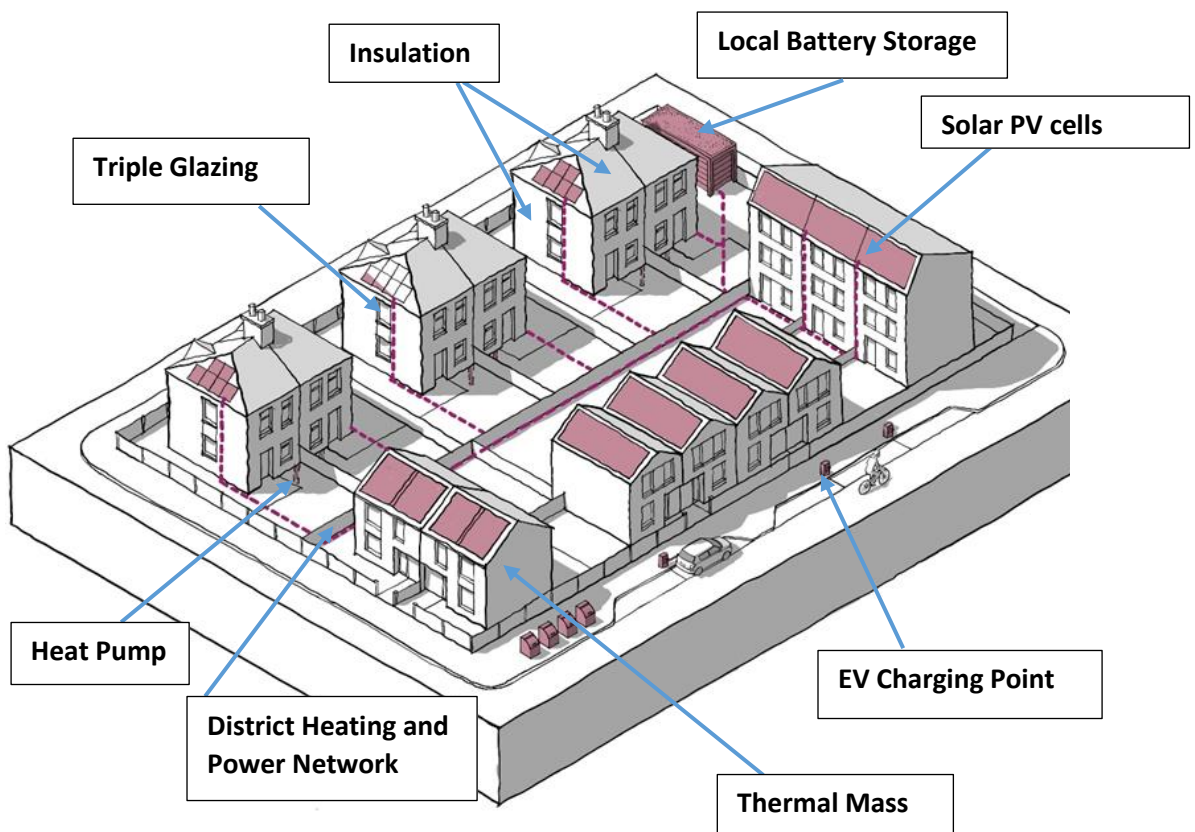 Insulation
Local Battery Storage
Solar PV cells
Triple Glazing
Heat Pump
District Heating and
Power Network
EV Charging Point
Thermal Mass